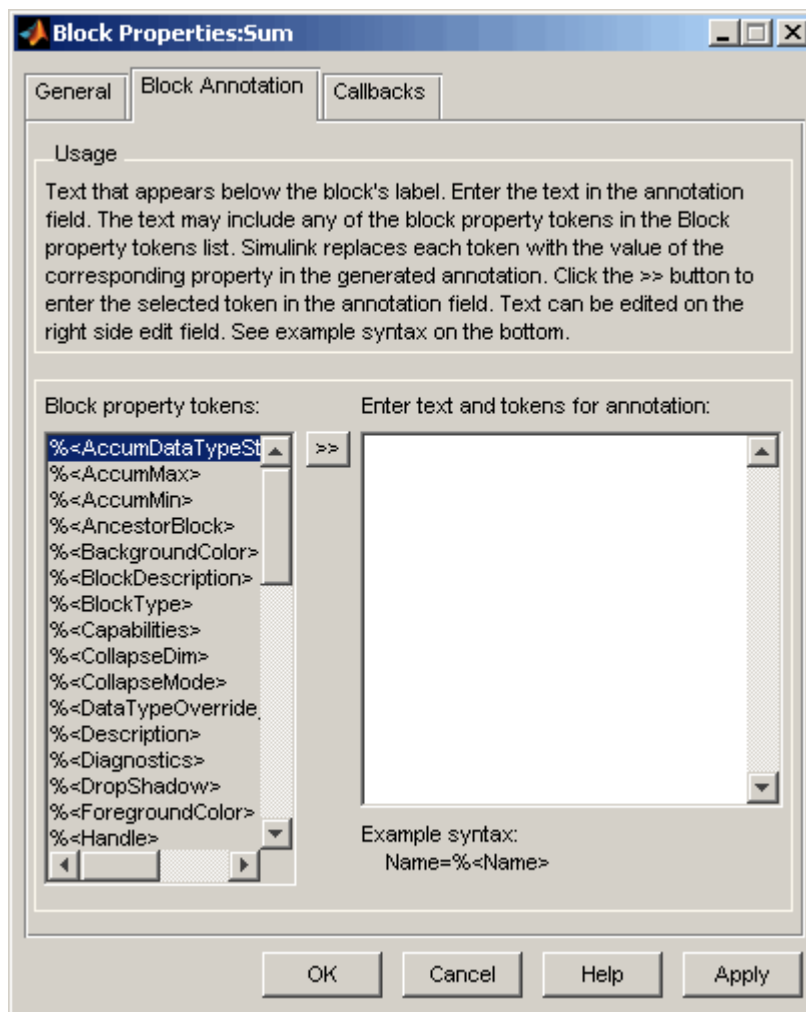 Block Properties:Sum
General
Block Annotation
Callbacks
Usage
Text that appears below the block's label. Enter the text in the annotation
field. The text may include any of the block property tokens in the Block
property tokens list. Simulink replaces each token with the value of the
corresponding property in the generated annotation. Click the >> button to
enter the selected token in the annotation field. Text can be edited on the
right side edit field. See example syntax on the bottom.
Block property tokens:
%<AccumDataTypeSt
%<AccumMax>
%<AccumMin>
%<AncestorBlock>
%<BackgroundColor>
%<BlockDescription>
%<BlockType>
%<Capabilities>
%<CollapseDim>
%<CollapseMode>
%<DataTypeOverride_
%<Description>
%<Diagnostics>
%<DropShadow>
%<ForegroundColor>
%<Handle>
>>
Enter text and tokens for annotation:
Example syntax:
Name=%<Name>
OK
Cancel
Help
Apply